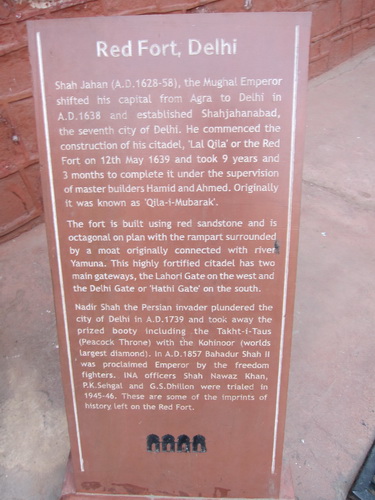 Red Fort, Delhi
Shah Jahan (A.D.1628-58), the Mughal Emperor
shifted his capital from Agra to Delhi in
A.D.1638 and established Shahjahanabad,
the seventh city of Delhi. He commenced the
construction of his citadel, 'Lal Qila' or the Red
Fort on 12th May 1639 and took 9 years and
3 months to complete it under the supervision
of master builders Hamid and Ahmed. Originally
it was known as 'Qila-i-Mubarak'.
The fort is built using red sandstone and is
octagonal on plan with the rampart surrounded
by a moat originally connected with river
Yamuna. This highly fortified citadel has two
main gateways, the Lahori Gate on the west and
the Delhi Gate or 'Hathi Gate' on the south.
Nadir Shah the Persian invader plundered the
city of Delhi in A.D.1739 and took away the
prized booty including the Takht-i-Taus
(Peacock Throne) with the Kohinoor (worlds
largest diamond). In A.D.1857 Bahadur Shah II
was proclaimed Emperor by the freedom
fighters. INA officers Shah Nawaz Khan,
P.K.Sehgal and G.S.Dhillon were trialed in
1945-46. These are some of the imprints of
history left on the Red Fort.